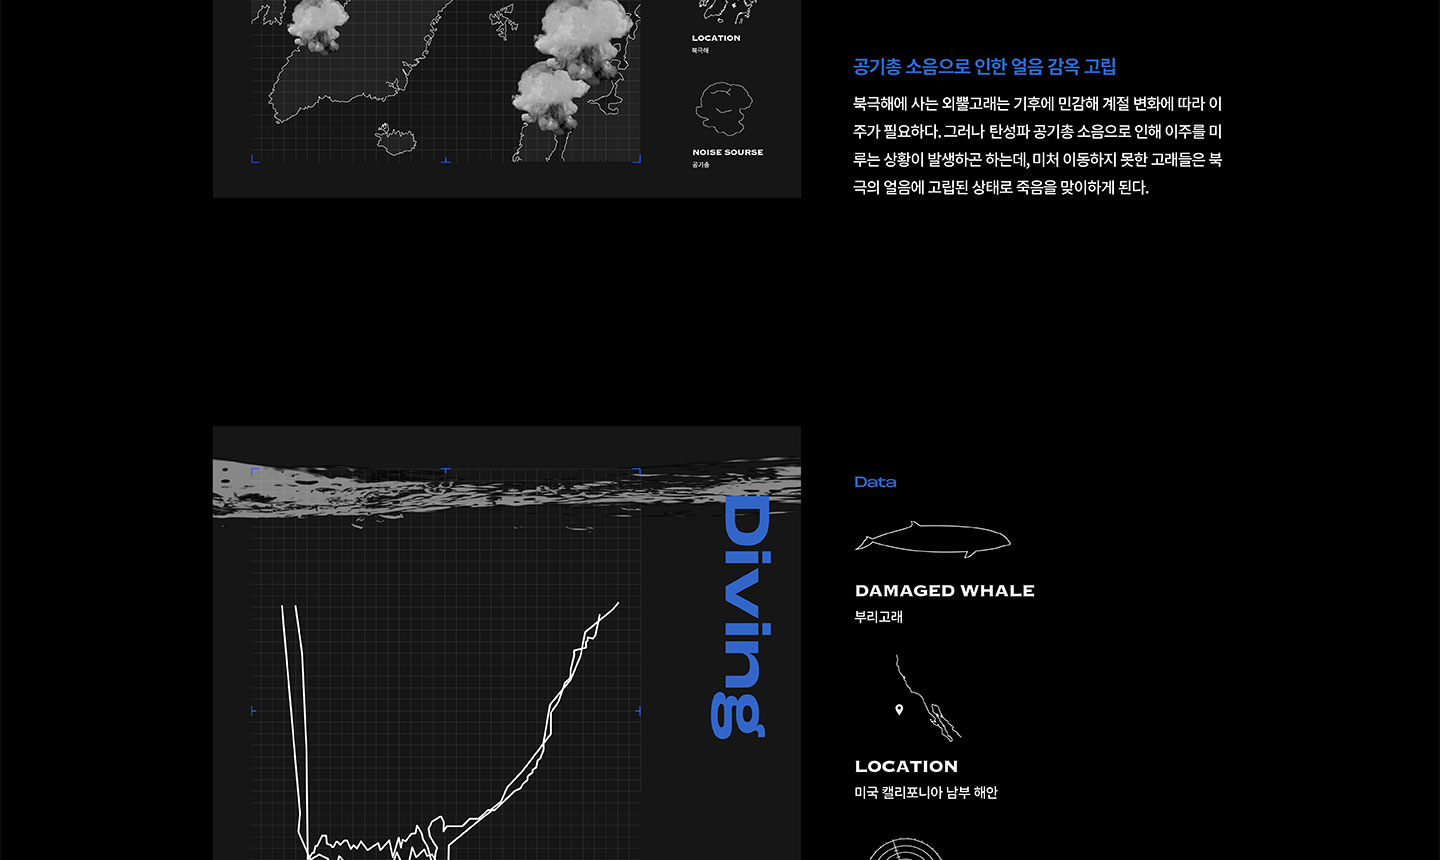 LOCATION
북극해
NOISE SOURSE
공기총
공기총 소음으로 인한 얼음 감옥 고립
북극해에 사는 외뿔고래는 기후에 민감해 계절 변화에 따라 이
주가 필요하다. 그러나 탄성파 공기총 소음으로 인해 이주를 미
루는 상황이 발생하곤 하는데, 미처 이동하지 못한 고래들은 북
극의 얼음에 고립된 상태로 죽음을 맞이하게 된다.
Diving
Data
DAMAGED WHALE
부리고래
LOCATION
미국 캘리포니아 남부 해안